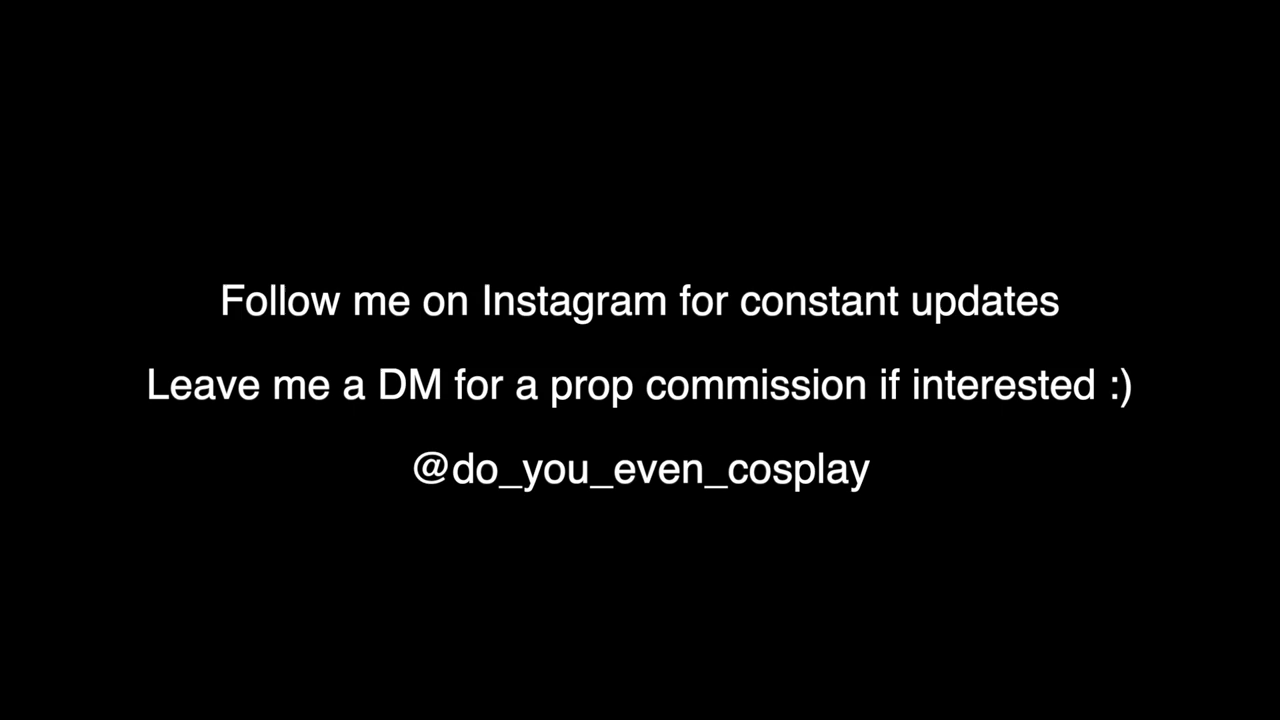 Follow me on Instagram for constant updates
Leave me a DM for a prop commission if interested :)
@do_you_even_cosplay